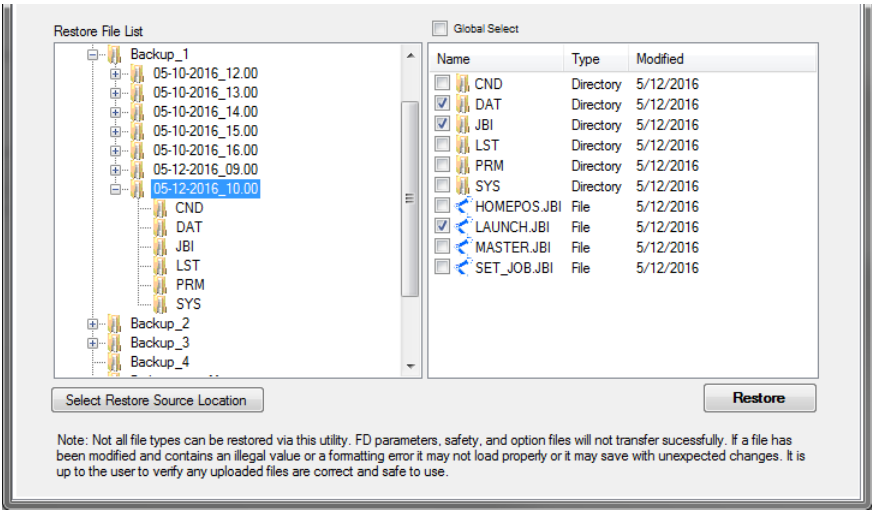 Restore File List
Global Select
Backup_1
05-10-2016_12.00
05-10-2016_13.00
05-10-2016_14.00
05-10-2016_15.00
05-10-2016_16.00
05-12-2016_09.00
05-12-2016_10.00
CND
DAT
JBI
LST
PRM
SYS
Backup_2
Backup_3
Backup_4
Name Type Modified
CND Directory 5/12/2016
DAT Directory 5/12/2016
JBI Directory 5/12/2016
LST Directory 5/12/2016
PRM Directory 5/12/2016
SYS Directory 5/12/2016
HOMEPOS.JBI File 5/12/2016
LAUNCH.JBI File 5/12/2016
MASTER.JBI File 5/12/2016
SET_JOB.JBI File 5/12/2016
Select Restore Source Location
Restore
Note: Not all file types can be restored via this utility. FD parameters, safety, and option files will not transfer sucessfully. If a file has
been modified and contains an illegal value or a formatting error it may not load properly or it may save with unexpected changes. It is
up to the user to verify any uploaded files are correct and safe to use.